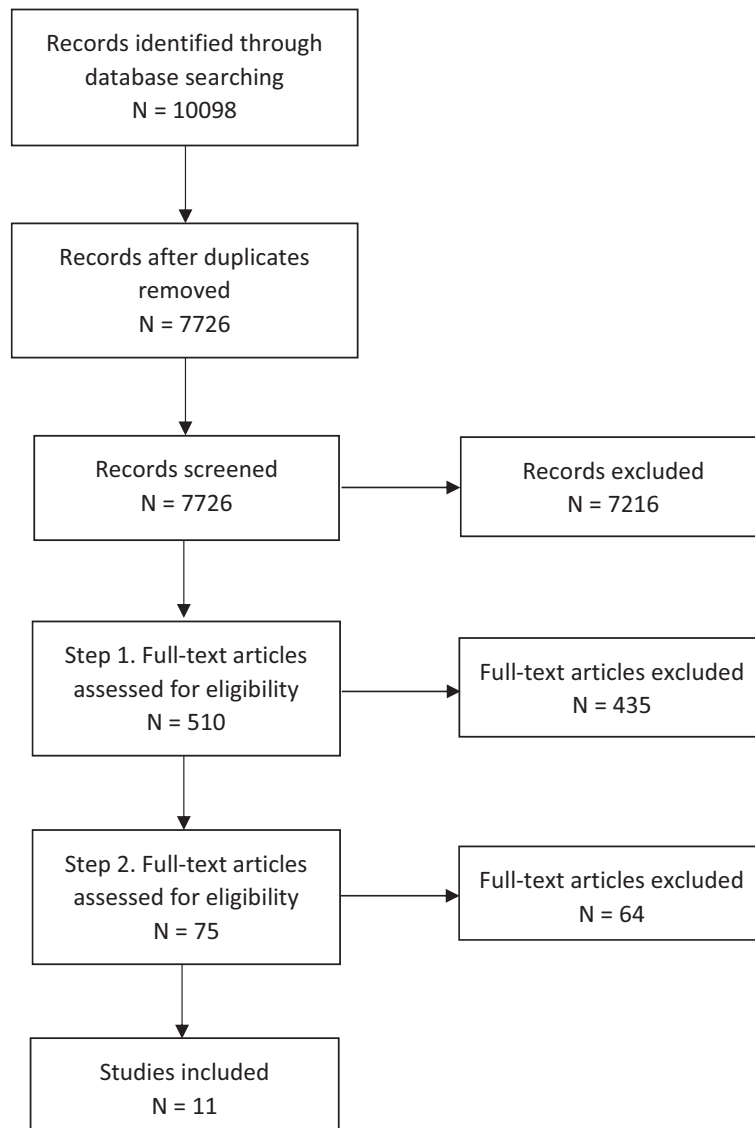 Records identified through
database searching
N = 10098
Records after duplicates
removed
N = 7726
Records screened
N = 7726
Records excluded
N = 7216
Step 1. Full-text articles
assessed for eligibility
N = 510
Full-text articles excluded
N = 435
Step 2. Full-text articles
assessed for eligibility
N = 75
Full-text articles excluded
N = 64
Studies included
N = 11